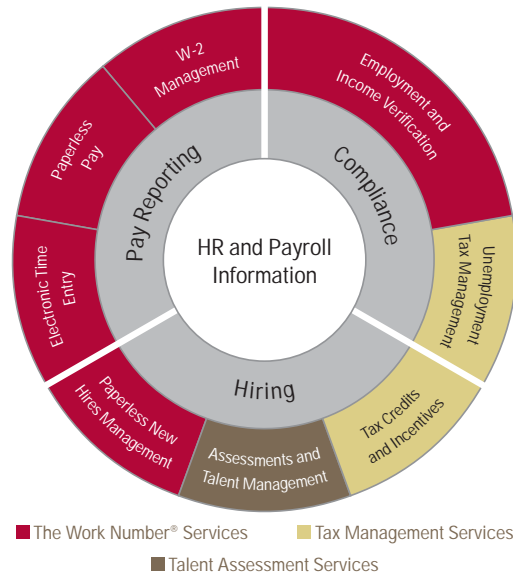 W-2
Management
Employment and
Income Verification
Paperless
Pay
Pay Reporting
Compliance
HR and Payroll
Information
Electronic Time
Entry
Unemployment
Tax Management
Hiring
Paperless New
Hires Management
Assessments and
Talent Management
Tax Credits
and Incentives
The Work Number® Services
Tax Management Services
Talent Assessment Services